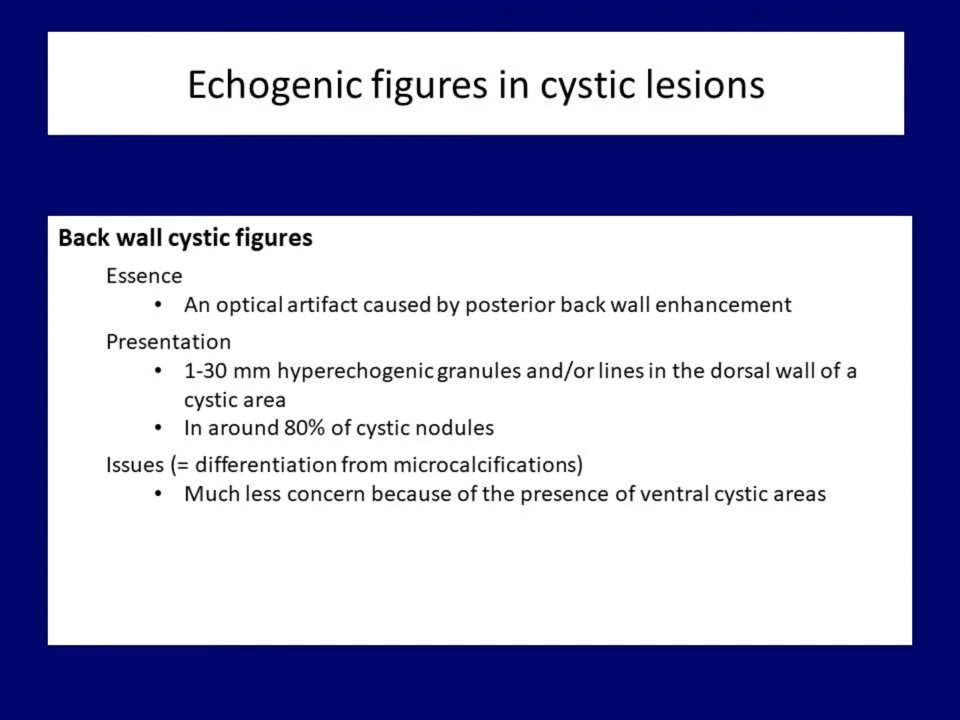 Echogenic figures in cystic lesions
Back wall cystic figures
Essence
• An optical artifact caused by posterior back wall enhancement
Presentation
• 1-30 mm hyperechogenic granules and/or lines in the dorsal wall of a
cystic area
• In around 80% of cystic nodules
Issues (= differentiation from microcalcifications)
• Much less concern because of the presence of ventral cystic areas